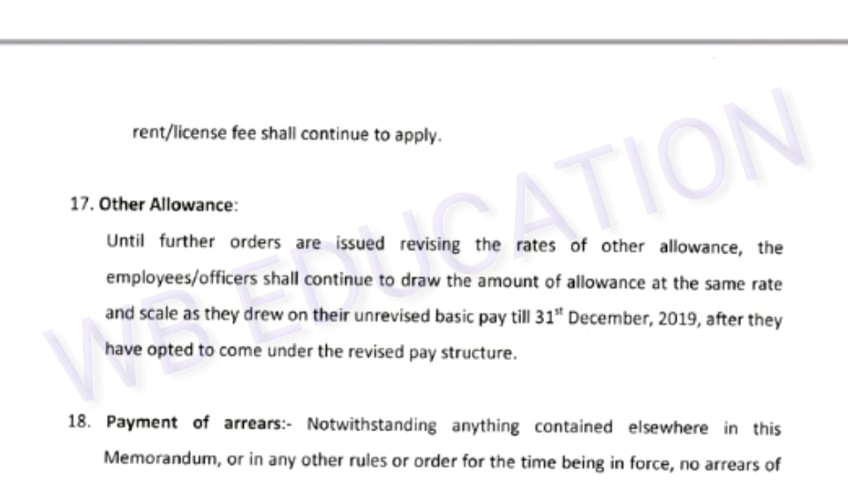 rent/license fee shall continue to apply.
17. Other Allowance:
Until further orders are issued revising the rates of other allowance, the
employees/officers shall continue to draw the amount of allowance at the same rate
and scale as they drew on their unrevised basic pay till 31st December, 2019, after they
have opted to come under the revised pay structure.
18. Payment of arrears:- Notwithstanding anything contained elsewhere in this
Memorandum, or in any other rules or order for the time being in force, no arrears of
WB EDUCATION